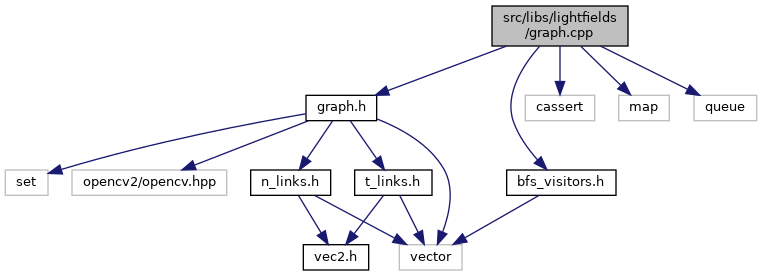 src/libs/lightfields
/graph.cpp
graph.h
cassert
map
queue
set
opencv2/opencv.hpp
n_links.h
t_links.h
bfs_visitors.h
vec2.h
vector